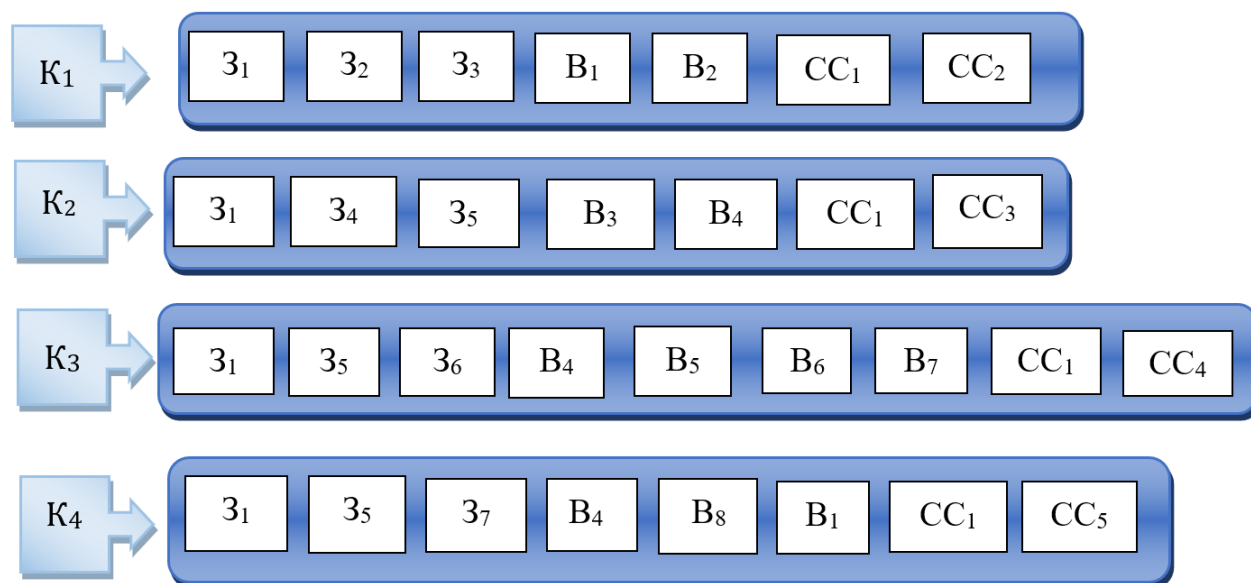 К₁ З₁ З₂ З₃ В₁ В₂ СС₁ СС₂
К₂ З₁ З₄ З₅ В₃ В₄ СС₁ СС₃
К₃ З₁ З₅ З₆ В₄ В₅ В₆ В₇ СС₁ СС₄
К₄ З₁ З₅ З₇ В₄ В₈ В₁ СС₁ СС₅